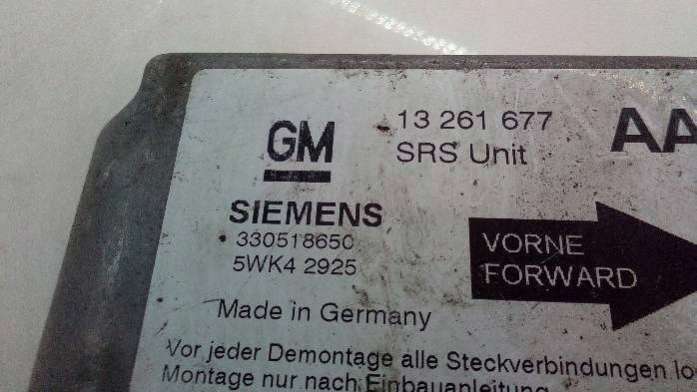 GM
13 261 677
AA
SRS Unit
SIEMENS
330518650
5WK4 2925
VORNE
FORWARD
Made in Germany
Vor jeder Demontage alle Steckverbindungen
Montage nur nach Einbauanleitung